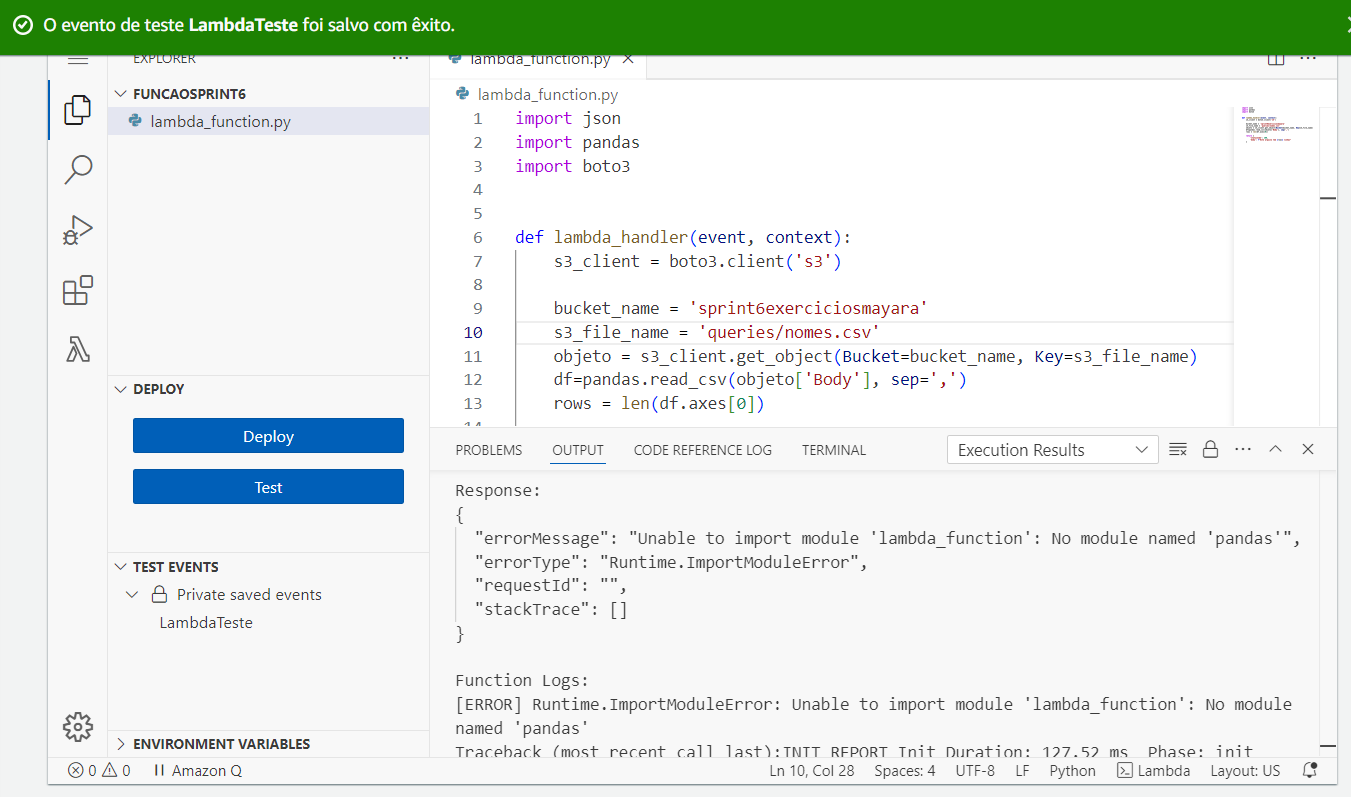 O evento de teste LambdaTeste foi salvo com êxito.
EXPLORER
lambda_function.py
FUNCAOSPRINT6
lambda_function.py
lambda_function.py
1 import json
2 import pandas
3 import boto3
4
5
6 def lambda_handler(event, context):
7 s3_client = boto3.client('s3')
8
9 bucket_name = 'sprint6exerciciosmayara'
10 s3_file_name = 'queries/nomes.csv'
11 objeto = s3_client.get_object(Bucket=bucket_name, Key=s3_file_name)
12 df=pandas.read_csv(objeto['Body'], sep=',')
13 rows = len(df.axes[0])
14
DEPLOY
Deploy
Test
TEST EVENTS
Private saved events
LambdaTeste
ENVIRONMENT VARIABLES
PROBLEMS OUTPUT CODE REFERENCE LOG TERMINAL Execution Results
Response:
{
"errorMessage": "Unable to import module 'lambda_function': No module named 'pandas'",
"errorType": "Runtime.ImportModuleError",
"requestId": "",
"stackTrace": []
}
Function Logs:
[ERROR] Runtime.ImportModuleError: Unable to import module 'lambda_function': No module
named 'pandas'
Traceback (most recent call last):INIT_REPORT Init Duration: 127.52 ms Phase: init
0 0 Amazon Q Ln 10, Col 28 Spaces: 4 UTF-8 LF Python Lambda Layout: US